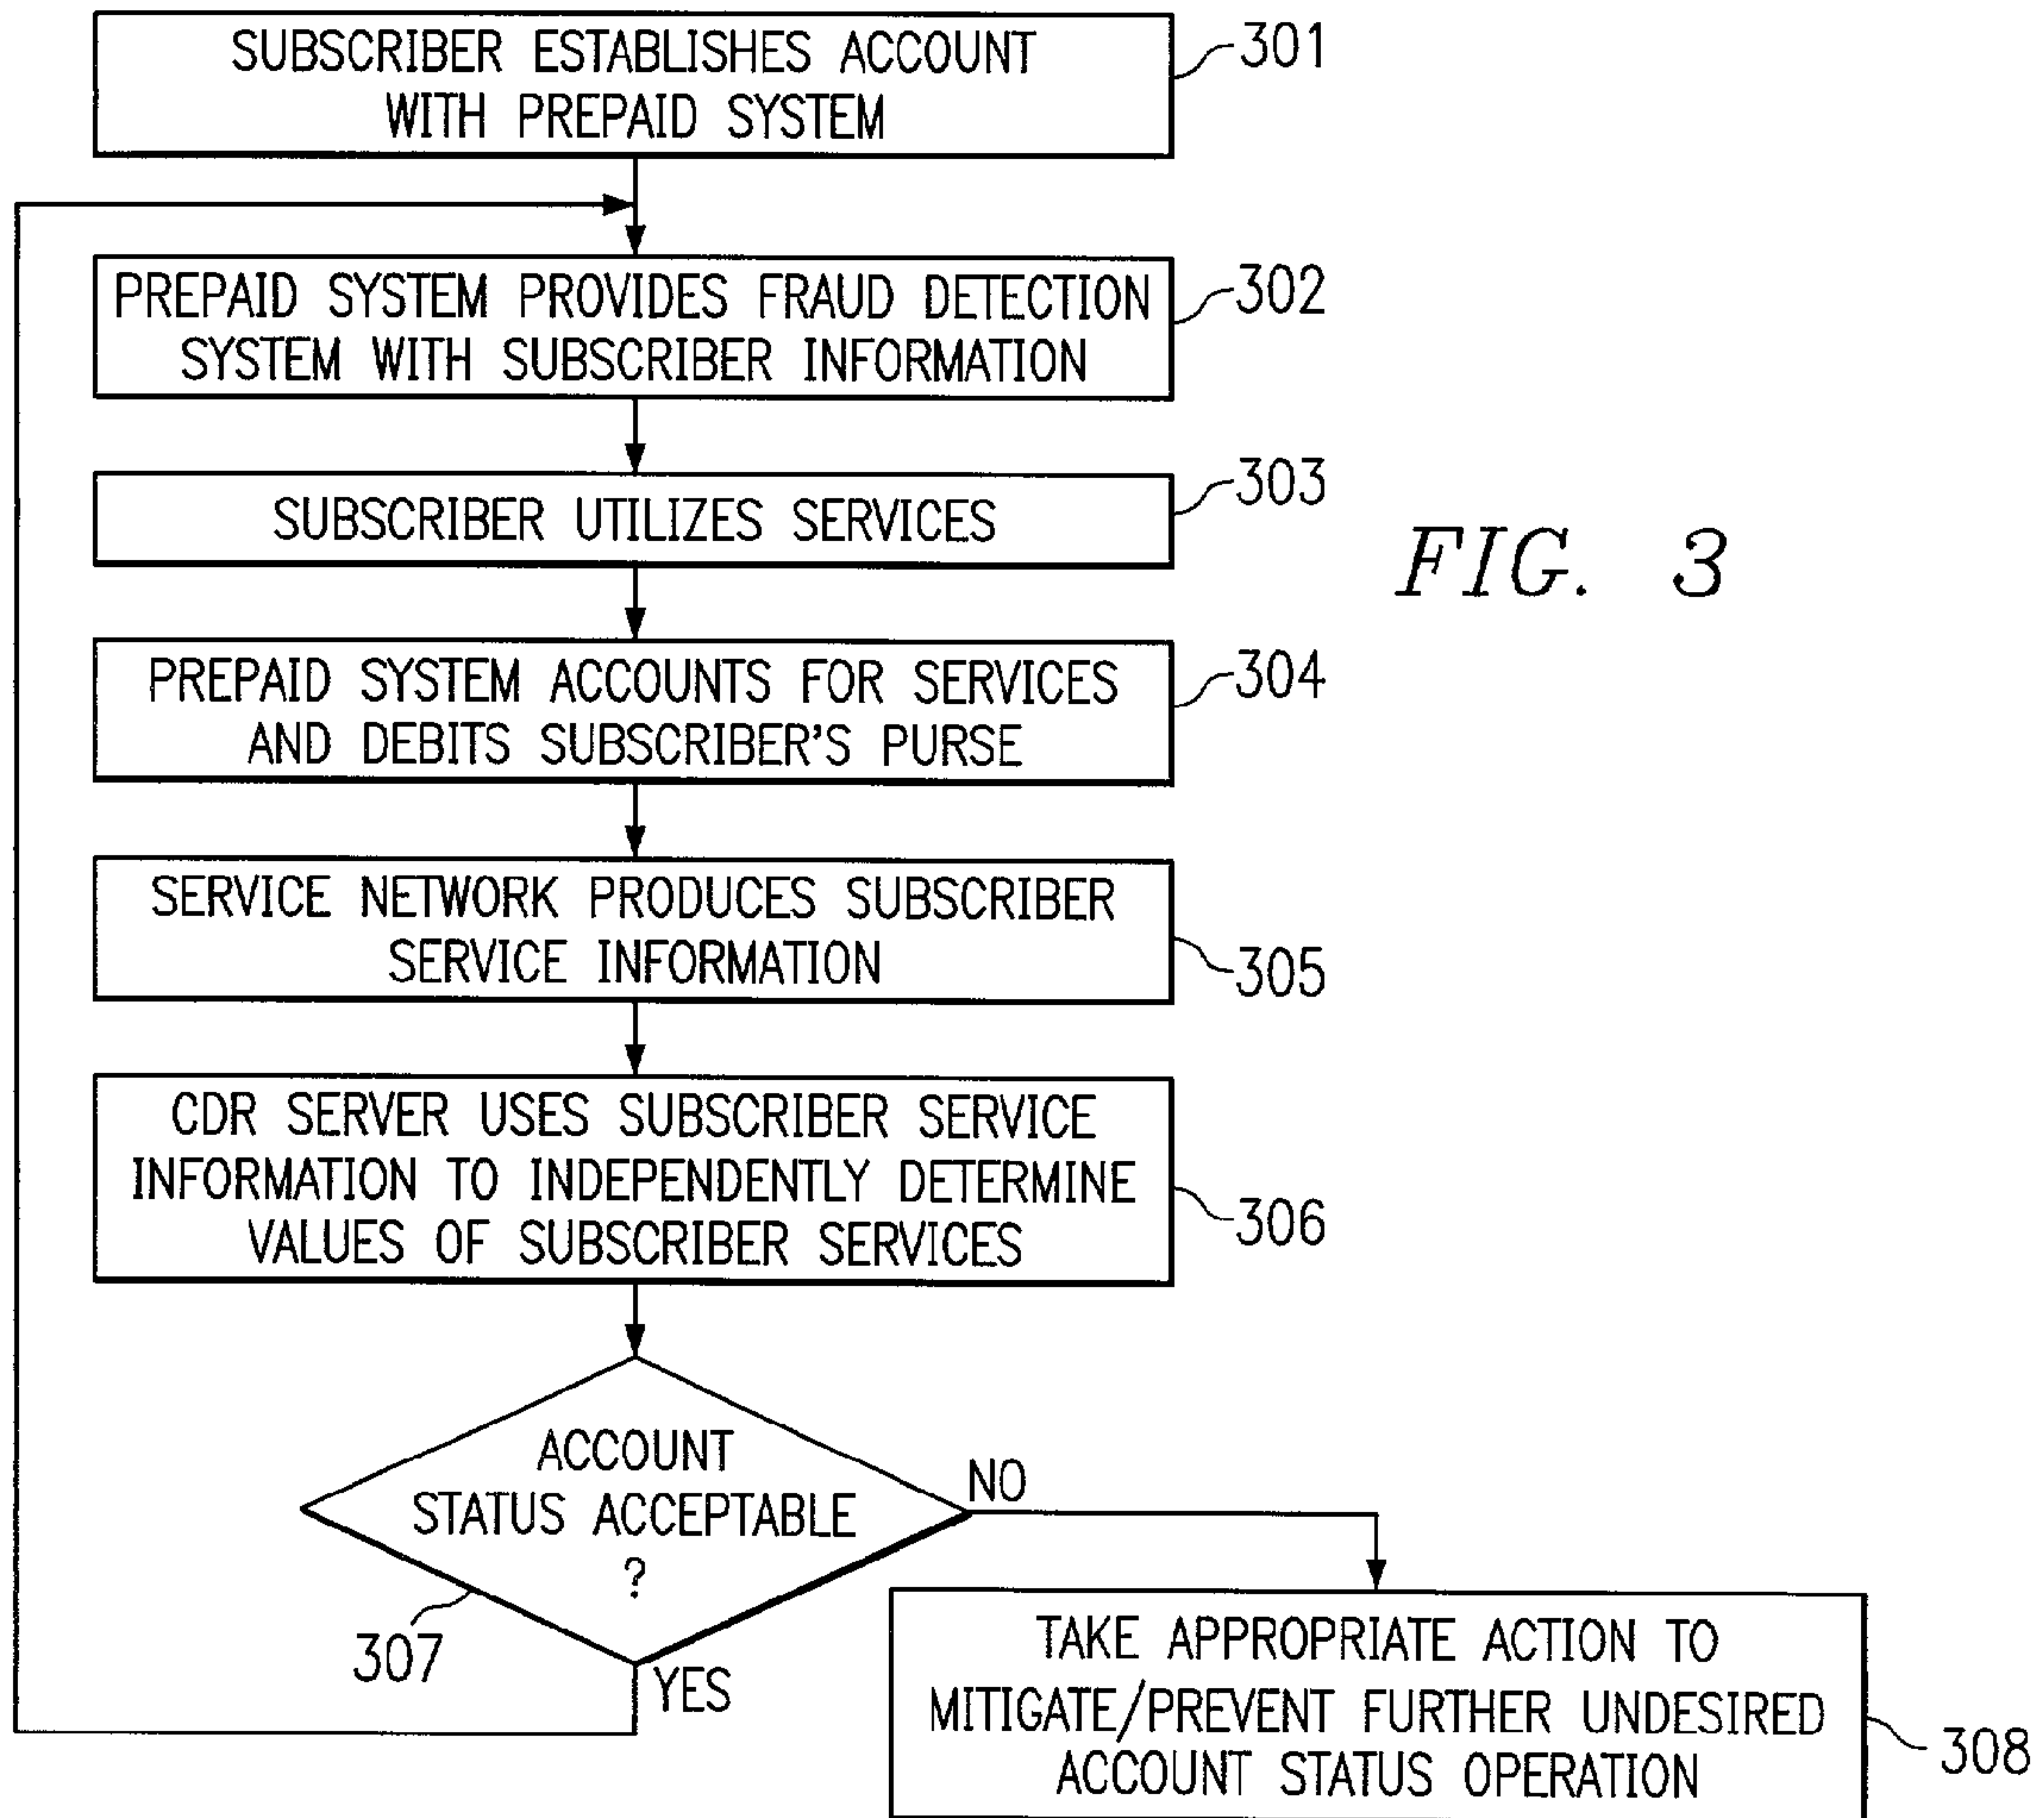 SUBSCRIBER ESTABLISHES ACCOUNT
WITH PREPAID SYSTEM
301
PREPAID SYSTEM PROVIDES FRAUD DETECTION
SYSTEM WITH SUBSCRIBER INFORMATION
302
SUBSCRIBER UTILIZES SERVICES
303
FIG. 3
PREPAID SYSTEM ACCOUNTS FOR SERVICES
AND DEBITS SUBSCRIBER'S PURSE
304
SERVICE NETWORK PRODUCES SUBSCRIBER
SERVICE INFORMATION
305
CDR SERVER USES SUBSCRIBER SERVICE
INFORMATION TO INDEPENDENTLY DETERMINE
VALUES OF SUBSCRIBER SERVICES
306
ACCOUNT
STATUS ACCEPTABLE
?
307
NO
YES
TAKE APPROPRIATE ACTION TO
MITIGATE/PREVENT FURTHER UNDESIRED
ACCOUNT STATUS OPERATION
308